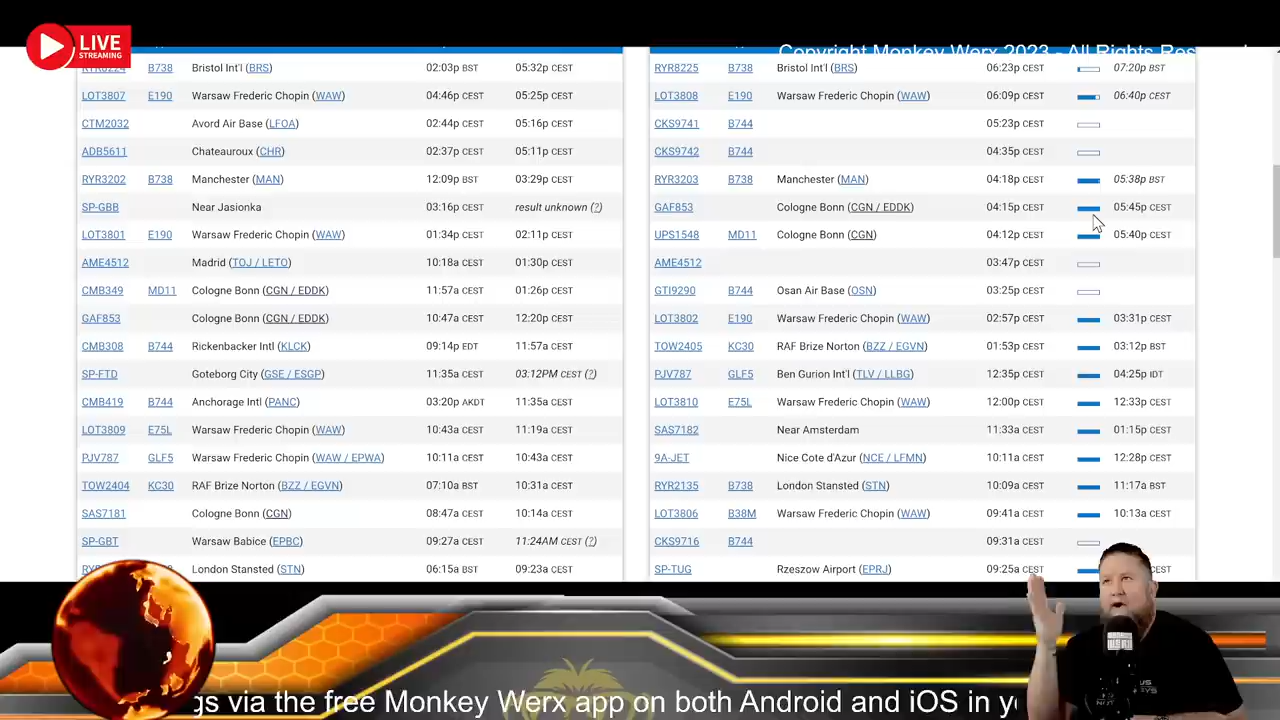 LIVE
STREAMING
Copyright Monkey Werx 2023 - All Rights
B738 Bristol Int'l (BRS) 02:03p BST 05:32p CEST
RYR8225 B738 Bristol Int'l (BRS) 06:23p CEST 07:20p BST
LOT3807 E190 Warsaw Frederic Chopin (WAW) 04:46p CEST 05:25p CEST
LOT3808 E190 Warsaw Frederic Chopin (WAW) 06:09p CEST 06:40p CEST
CTM2032 Avord Air Base (LFOA) 02:44p CEST 05:16p CEST
CKS9741 B744 05:23p CEST
ADB5611 Chateauroux (CHR) 02:37p CEST 05:11p CEST
CKS9742 B744 04:35p CEST
RYR3202 B738 Manchester (MAN) 12:09p BST 03:29p CEST
RYR3203 B738 Manchester (MAN) 04:18p CEST 05:38p BST
SP-GBB Near Jasionka 03:16p CEST result unknown (?)
GAF853 Cologne Bonn (CGN / EDDK) 04:15p CEST 05:45p CEST
LOT3801 E190 Warsaw Frederic Chopin (WAW) 01:34p CEST 02:11p CEST
UPS1548 MD11 Cologne Bonn (CGN) 04:12p CEST 05:40p CEST
AME4512 Madrid (TOJ / LETO) 10:18a CEST 01:30p CEST
AME4512 03:47p CEST
CMB349 MD11 Cologne Bonn (CGN / EDDK) 11:57a CEST 01:26p CEST
GTI9290 B744 Osan Air Base (OSN) 03:25p CEST
GAF853 Cologne Bonn (CGN / EDDK) 10:47a CEST 12:20p CEST
LOT3802 E190 Warsaw Frederic Chopin (WAW) 02:57p CEST 03:31p CEST
CMB308 B744 Rickenbacker Intl (KLCK) 09:14p EDT 11:57a CEST
TOW2405 KC30 RAF Brize Norton (BZZ / EGVN) 01:53p CEST 03:12p BST
SP-FTD Goteborg City (GSE / ESGP) 11:35a CEST 03:12PM CEST (?)
PJV787 GLF5 Ben Gurion Int'l (TLV / LLBG) 12:35p CEST 04:25p IDT
CMB419 B744 Anchorage Intl (PANC) 03:20p AKDT 11:35a CEST
LOT3810 E75L Warsaw Frederic Chopin (WAW) 12:00p CEST 12:33p CEST
LOT3809 E75L Warsaw Frederic Chopin (WAW) 10:43a CEST 11:19a CEST
SAS7182 Near Amsterdam 11:33a CEST 01:15p CEST
PJV787 GLF5 Warsaw Frederic Chopin (WAW / EPWA) 10:11a CEST 10:43a CEST
9A-JET Nice Cote d'Azur (NCE / LFMN) 10:11a CEST 12:28p CEST
TOW2404 KC30 RAF Brize Norton (BZZ / EGVN) 07:10a BST 10:31a CEST
RYR2135 B738 London Stansted (STN) 10:09a CEST 11:17a BST
SAS7181 Cologne Bonn (CGN) 08:47a CEST 10:14a CEST
LOT3806 B38M Warsaw Frederic Chopin (WAW) 09:41a CEST 10:13a CEST
SP-GBT Warsaw Babice (EPBC) 09:27a CEST 11:24AM CEST (?)
CKS9716 B744 09:31a CEST
London Stansted (STN) 06:15a BST 09:23a CEST
SP-TUG Rzeszow Airport (EPRJ) 09:25a CEST
gs via the free Monkey Werx app on both Android and iOS in